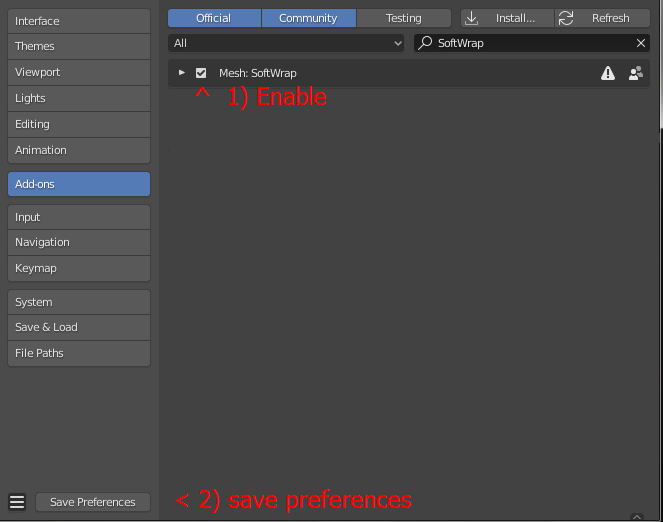 Interface
Themes
Viewport
Lights
Editing
Animation
Add-ons
Input
Navigation
Keymap
System
Save & Load
File Paths
Save Preferences
Official Community Testing Install... Refresh
All SoftWrap
Mesh: SoftWrap
^ 1) Enable
< 2) save preferences